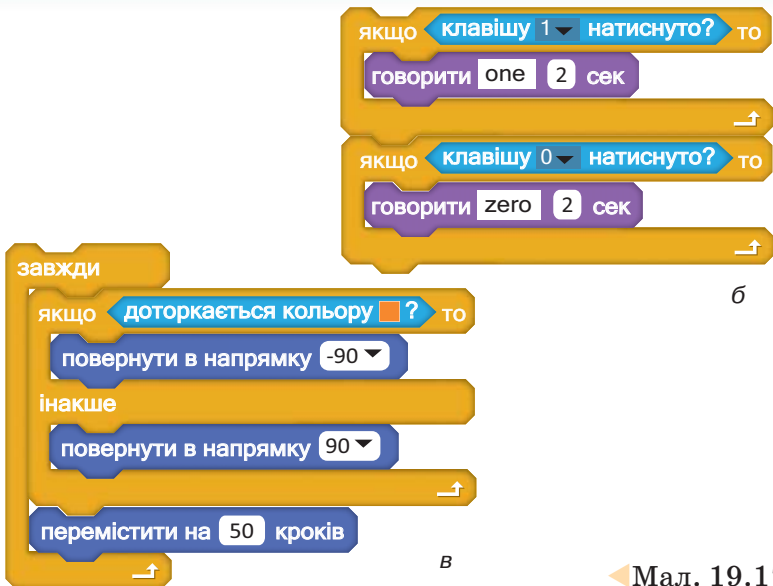 якщо клавішу 1 натиснуто? то
говорити one 2 сек
якщо клавішу 0 натиснуто? то
говорити zero 2 сек
б
завжди
якщо доторкається кольору ? то
повернути в напрямку -90
інакше
повернути в напрямку 90
перемістити на 50 кроків
в
Мал. 19.1